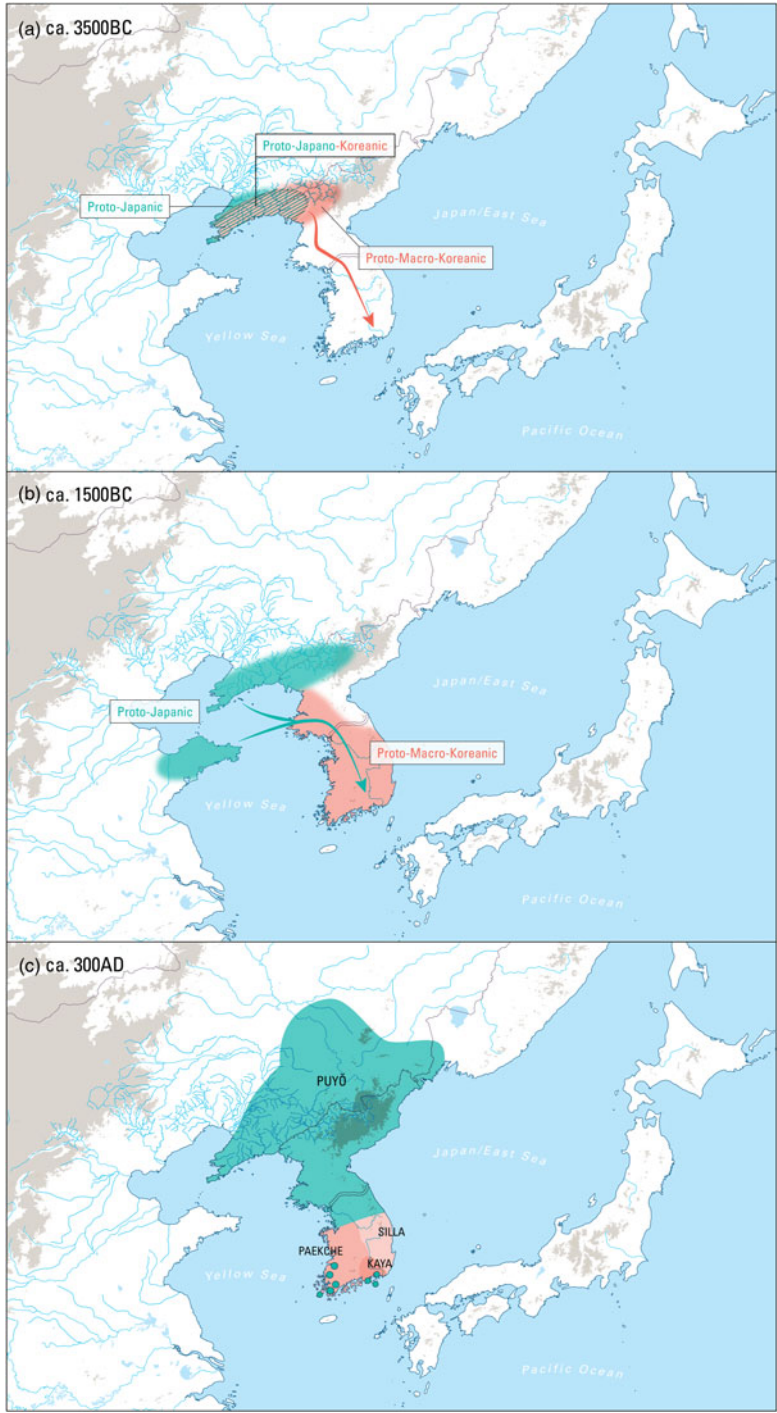 (a) ca. 3500BC
Proto-Japano-Koreanic
Proto-Japanic
Japan/East Sea
Proto-Macro-Koreanic
Yellow Sea
Pacific Ocean
(b) ca. 1500BC
Japan/East Sea
Proto-Japanic
Proto-Macro-Koreanic
Yellow Sea
Pacific Ocean
(c) ca. 300AD
PUYŎ
Japan/East Sea
SILLA
PAEKCHE
KAYA
Yellow Sea
Pacific Ocean